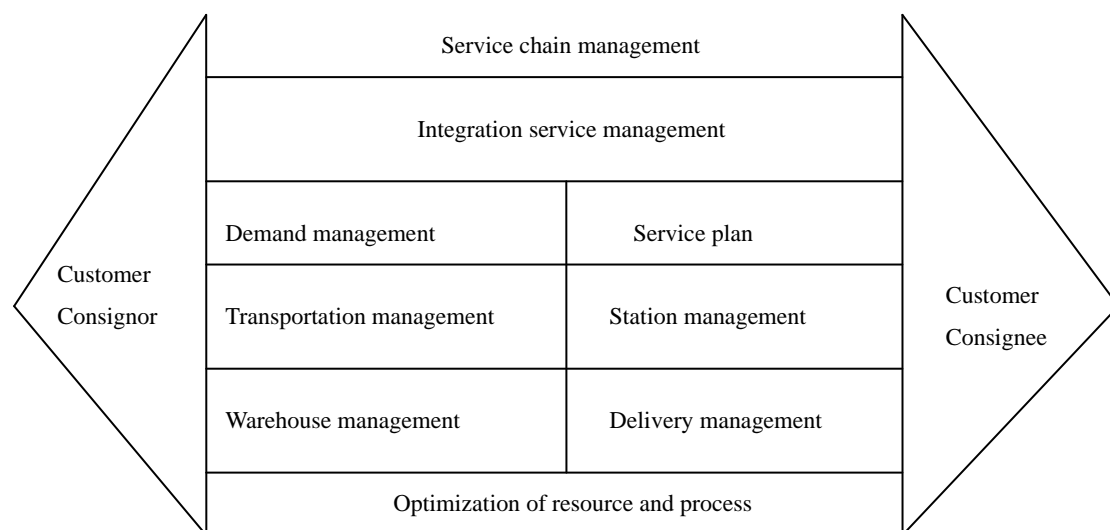 Service chain management
Integration service management
Demand management
Service plan
Customer
Consignor
Transportation management
Station management
Customer
Consignee
Warehouse management
Delivery management
Optimization of resource and process